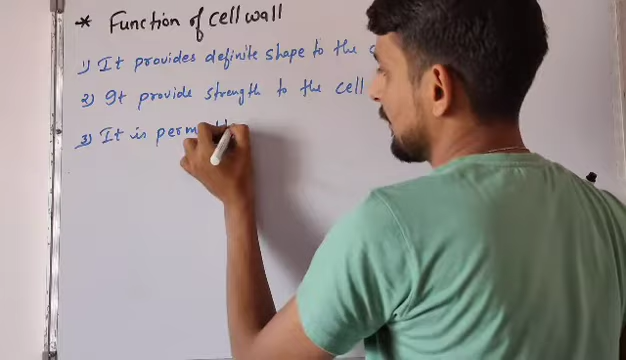 * Function of cell wall
1) It provides definite shape to the
2) It provide strength to the cell
3) It is perm